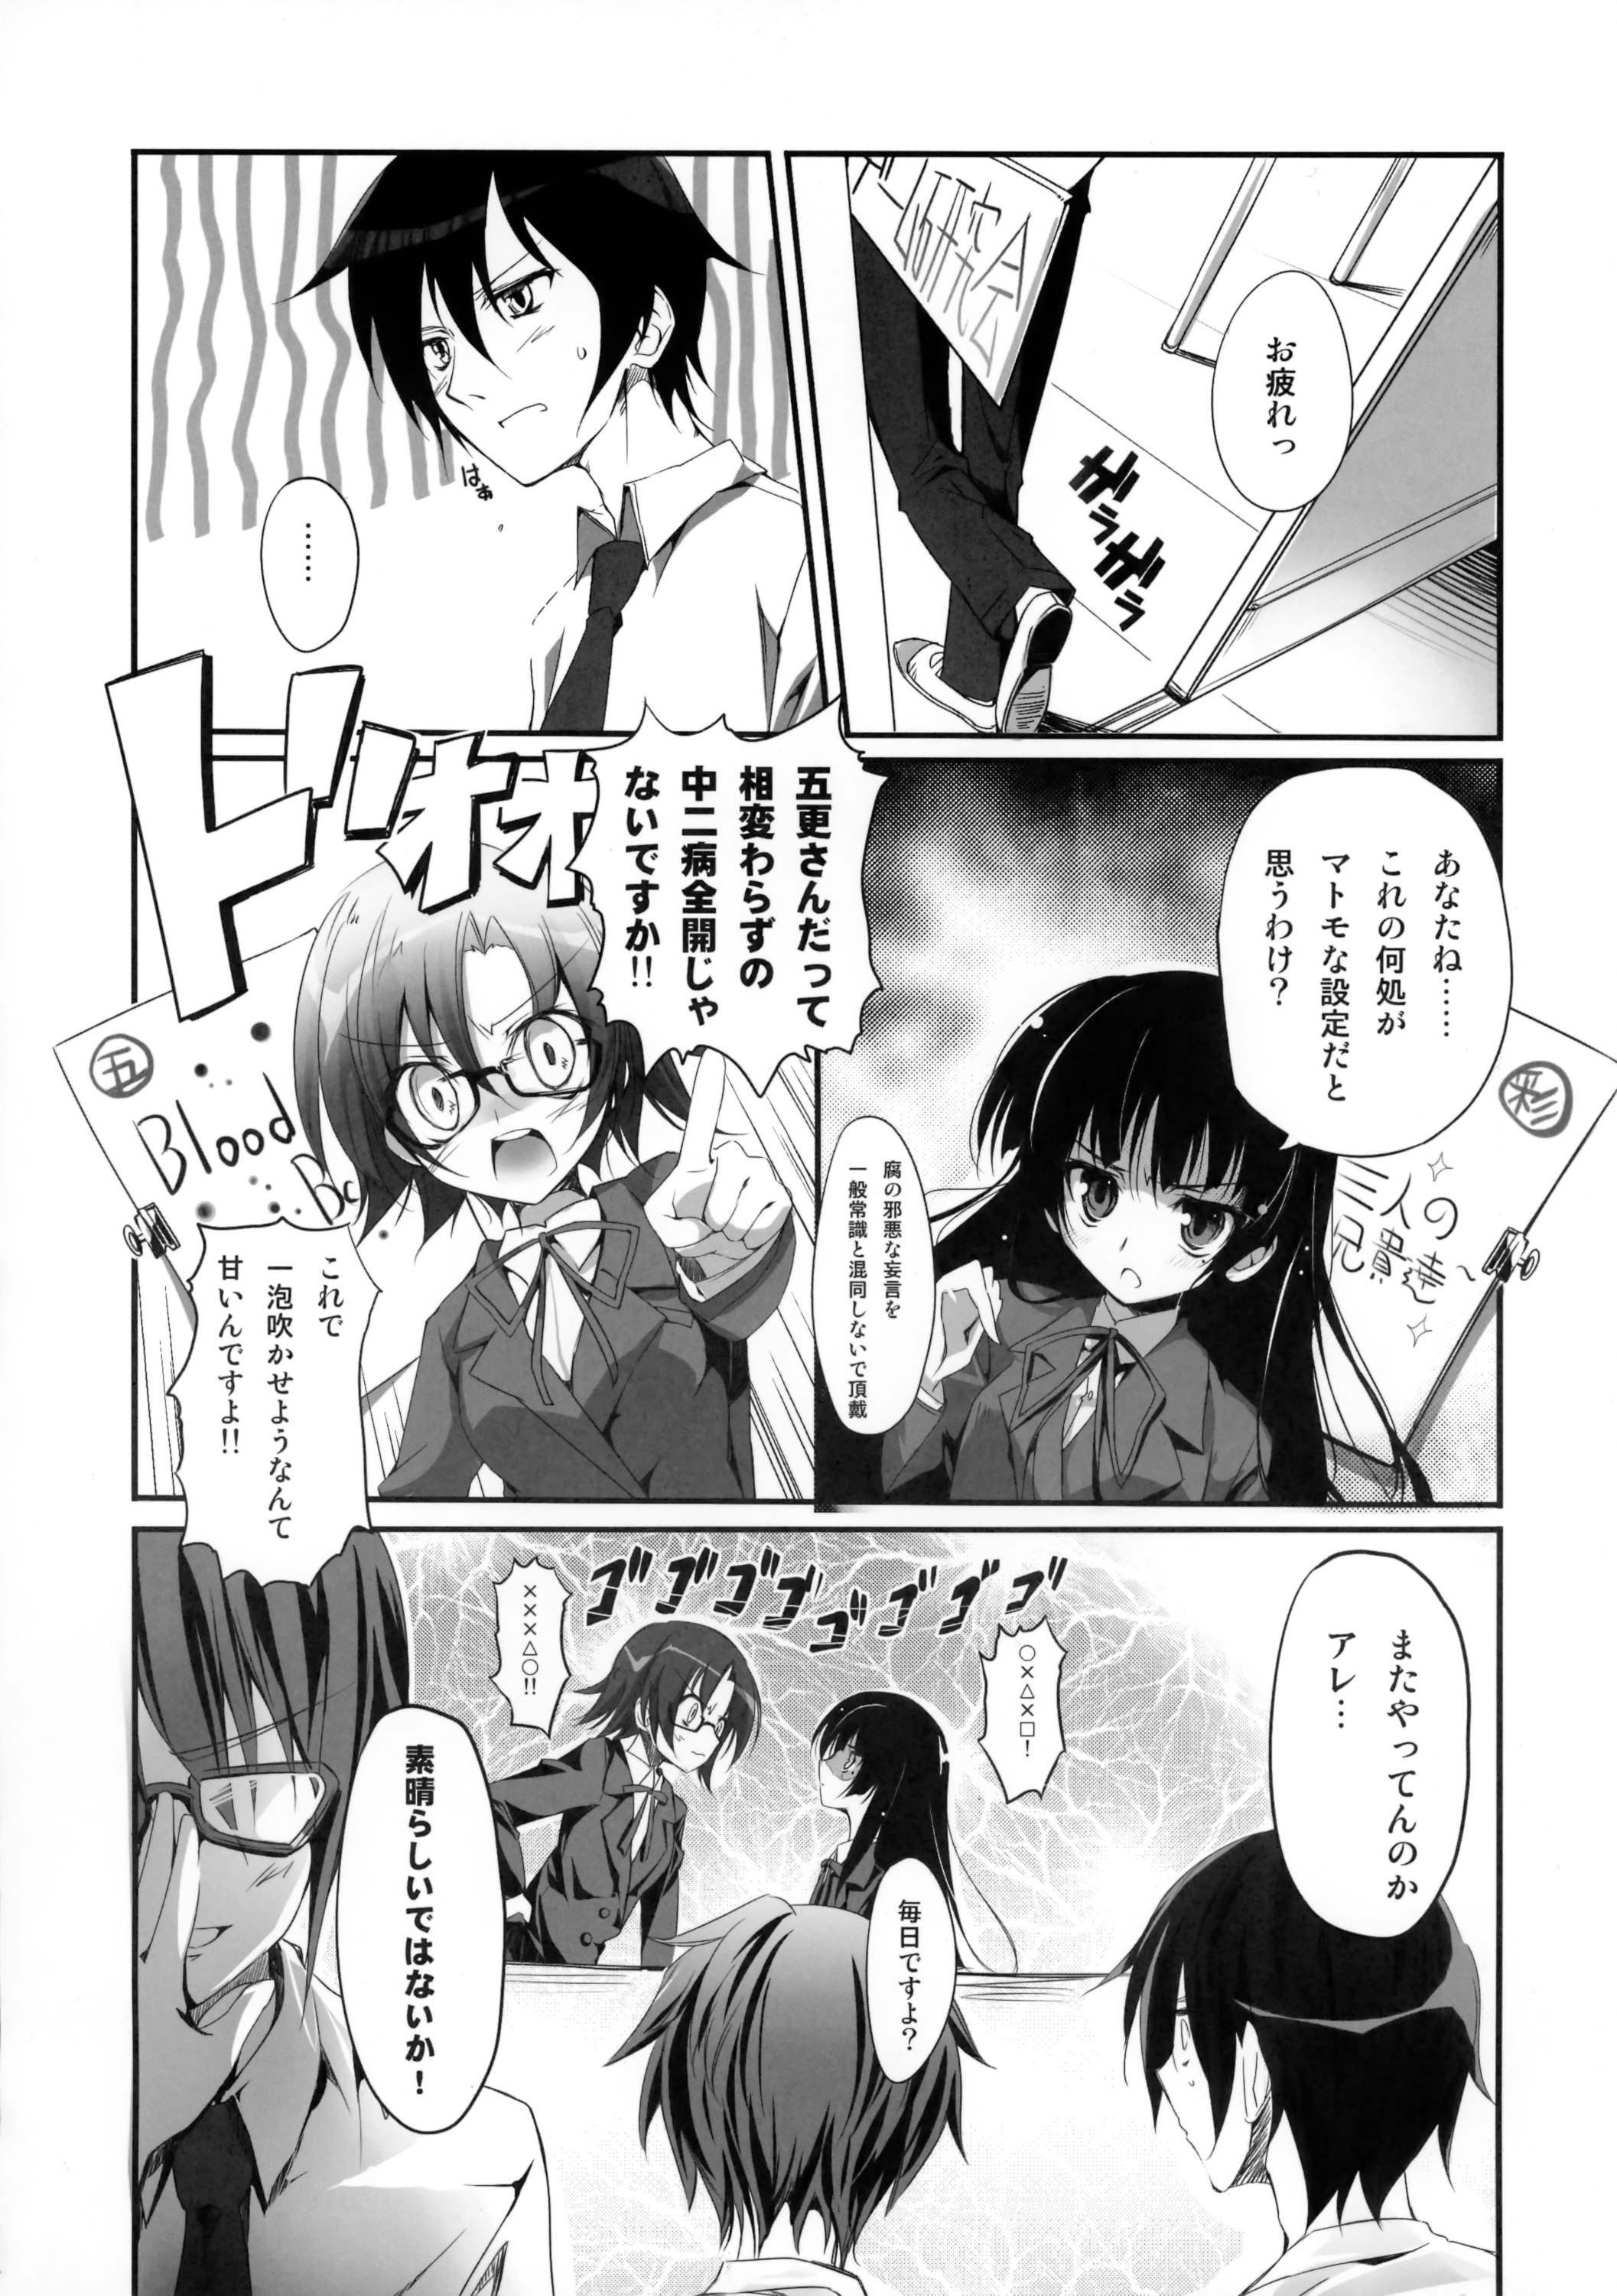 ゲーム研究会
お疲れっ
ガラガラ
はぁ
……
あなたね……
これの何処が
マトモな設定だと
思うわけ?
彩
三人の
兄貴達~
腐の邪悪な妄言を
一般常識と混同しないで頂戴
五更さんだって
相変わらずの
中二病全開じゃ
ないですか!!
ドォォ
五
Blood
これで
一泡吹かせようなんて
甘いんですよ!!
またやってんのか
アレ…
○×△×□!
ゴゴゴゴゴゴゴゴ
×××△○!!
毎日ですよ?
素晴らしいではないか!